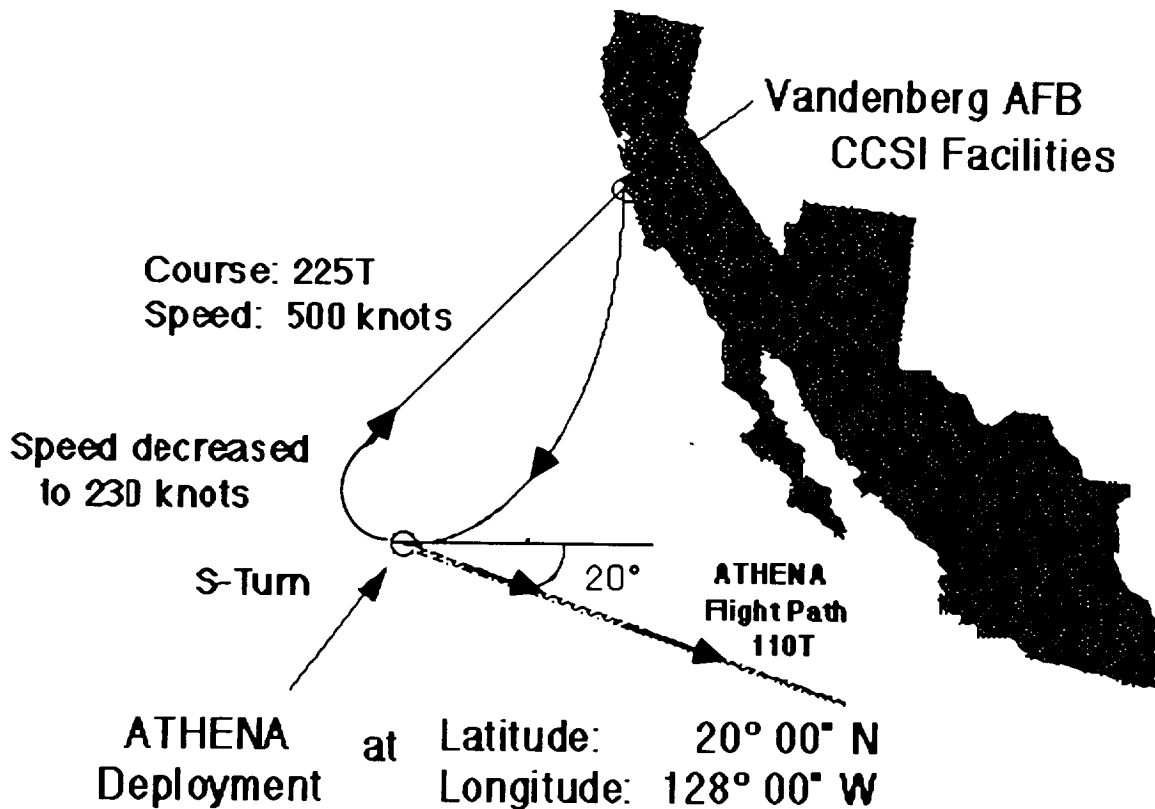 Vandenberg AFB
CCSI Facilities
Course: 225T
Speed: 500 knots
Speed decreased
to 230 knots
S-Turn
20°
ATHENA
Flight Path
110T
ATHENA
Deployment
at
Latitude: 20° 00" N
Longitude: 128° 00" W